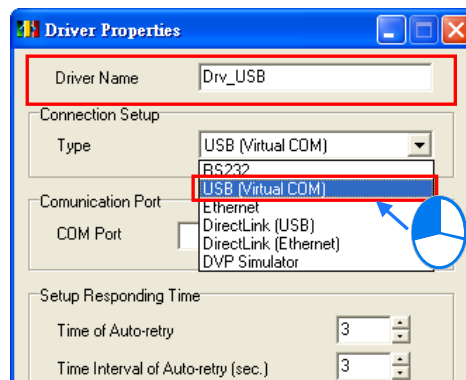 Driver Properties
Driver Name Drv_USB
Connection Setup
Type USB (Virtual COM)
RS232
USB (Virtual COM)
Comunication Port
Ethernet
DirectLink (USB)
COM Port
DirectLink (Ethernet)
DVP Simulator
Setup Responding Time
Time of Auto-retry 3
Time Interval of Auto-retry (sec.) 3